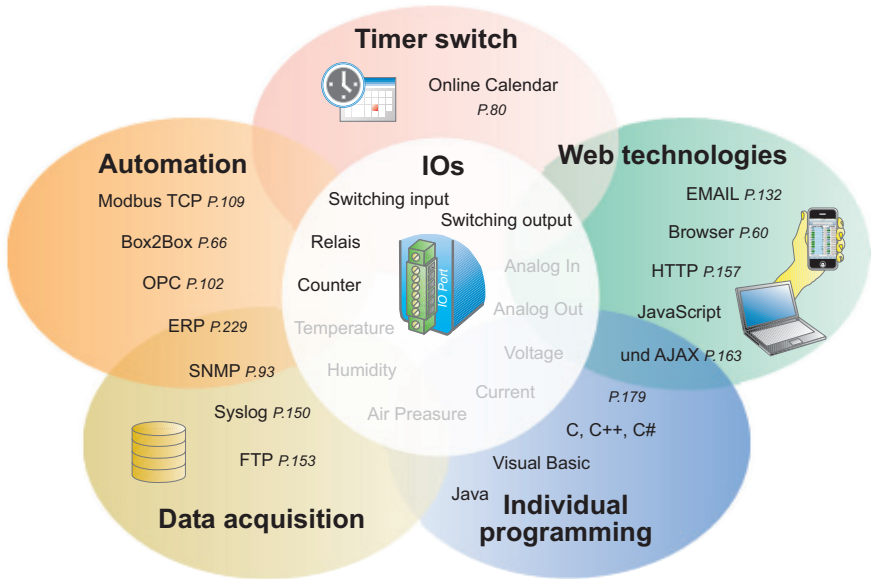 Timer switch
Online Calendar
P.80
Automation
Modbus TCP P.109
Box2Box P.66
OPC P.102
ERP P.229
IOs
Switching input
Switching output
Relais
Counter
Temperature
Humidity
Air Preasure
Analog In
Analog Out
Voltage
Current
IO Port
Web technologies
EMAIL P.132
Browser P.60
HTTP P.157
JavaScript
und AJAX P.163
SNMP P.93
Syslog P.150
FTP P.153
Data acquisition
P.179
C, C++, C#
Visual Basic
Java
Individual
programming